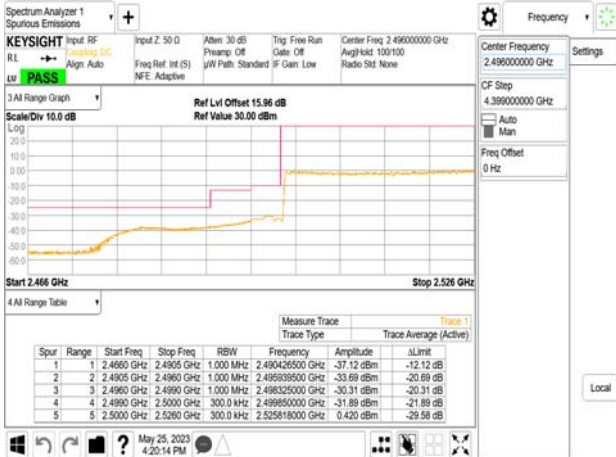 Spectrum Analyzer 1
Spurious Emissions
Frequency
KEYSIGHT Input: RF Input Z: 50 Ω Atten: 30 dB Trig: Free Run Center Freq: 2.496000000 GHz
RL Coupling: DC Preamp: Off Gate: Off Avg|Hold: 100/100
Align: Auto Freq Ref: Int (S) µW Path: Standard IF Gain: Low Radio Std: None
LVI PASS NFE: Adaptive
Center Frequency
2.496000000 GHz
Settings
CF Step
4.399000000 GHz
Auto
Man
Freq Offset
0 Hz
3 All Range Graph
Ref Lvl Offset 15.96 dB
Scale/Div 10.0 dB Ref Value 30.00 dBm
Log
20.0
10.0
0.00
-10.0
-20.0
-30.0
-40.0
-50.0
-60.0
Start 2.466 GHz Stop 2.526 GHz
4 All Range Table
Measure Trace Trace 1
Trace Type Trace Average (Active)
Spur Range Start Freq Stop Freq RBW Frequency Amplitude ∆Limit
1 1 2.4660 GHz 2.4905 GHz 1.000 MHz 2.490426500 GHz -37.12 dBm -12.12 dB
2 2 2.4905 GHz 2.4960 GHz 1.000 MHz 2.495939500 GHz -33.69 dBm -20.69 dB
3 3 2.4960 GHz 2.4990 GHz 1.000 MHz 2.498325000 GHz -30.31 dBm -20.31 dB
4 4 2.4990 GHz 2.5000 GHz 300.0 kHz 2.499850000 GHz -31.89 dBm -21.89 dB
5 5 2.5000 GHz 2.5260 GHz 300.0 kHz 2.525818000 GHz 0.420 dBm -29.58 dB
Local
? May 25, 2023
4:20:14 PM